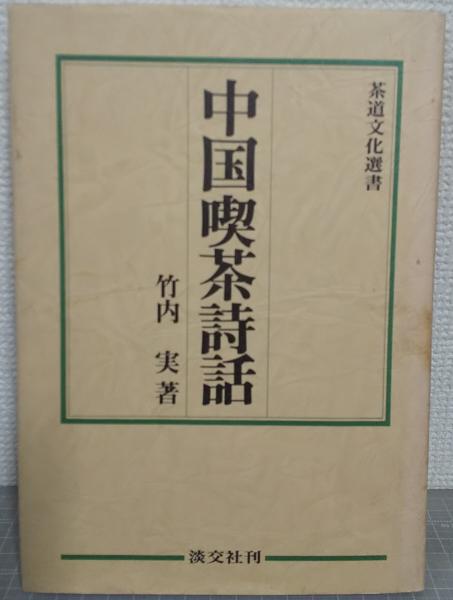 茶道文化選書
中国喫茶詩話
竹内 実著
淡交社刊